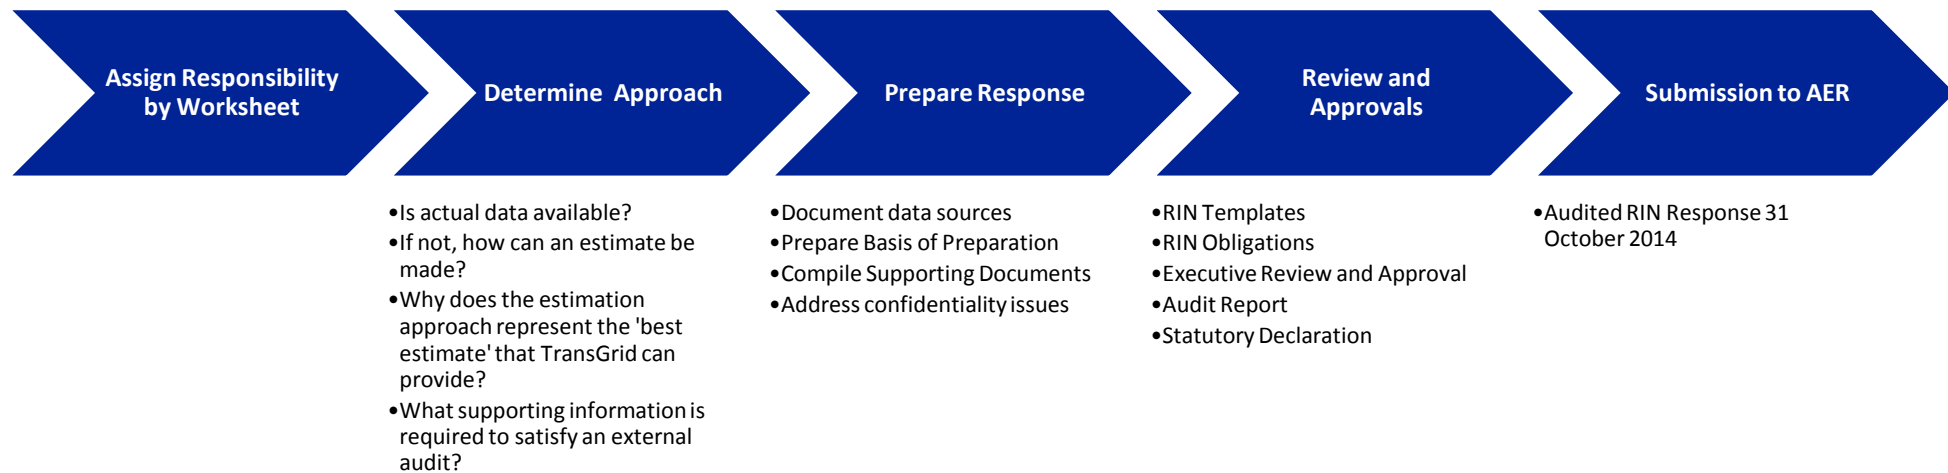 Assign Responsibility
by Worksheet
Determine Approach
Prepare Response
Review and
Approvals
Submission to AER
•Is actual data available?
•If not, how can an estimate be
made?
•Why does the estimation
approach represent the 'best
estimate' that TransGrid can
provide?
•What supporting information is
required to satisfy an external
audit?
•Document data sources
•Prepare Basis of Preparation
•Compile Supporting Documents
•Address confidentiality issues
•RIN Templates
•RIN Obligations
•Executive Review and Approval
•Audit Report
•Statutory Declaration
•Audited RIN Response 31
October 2014